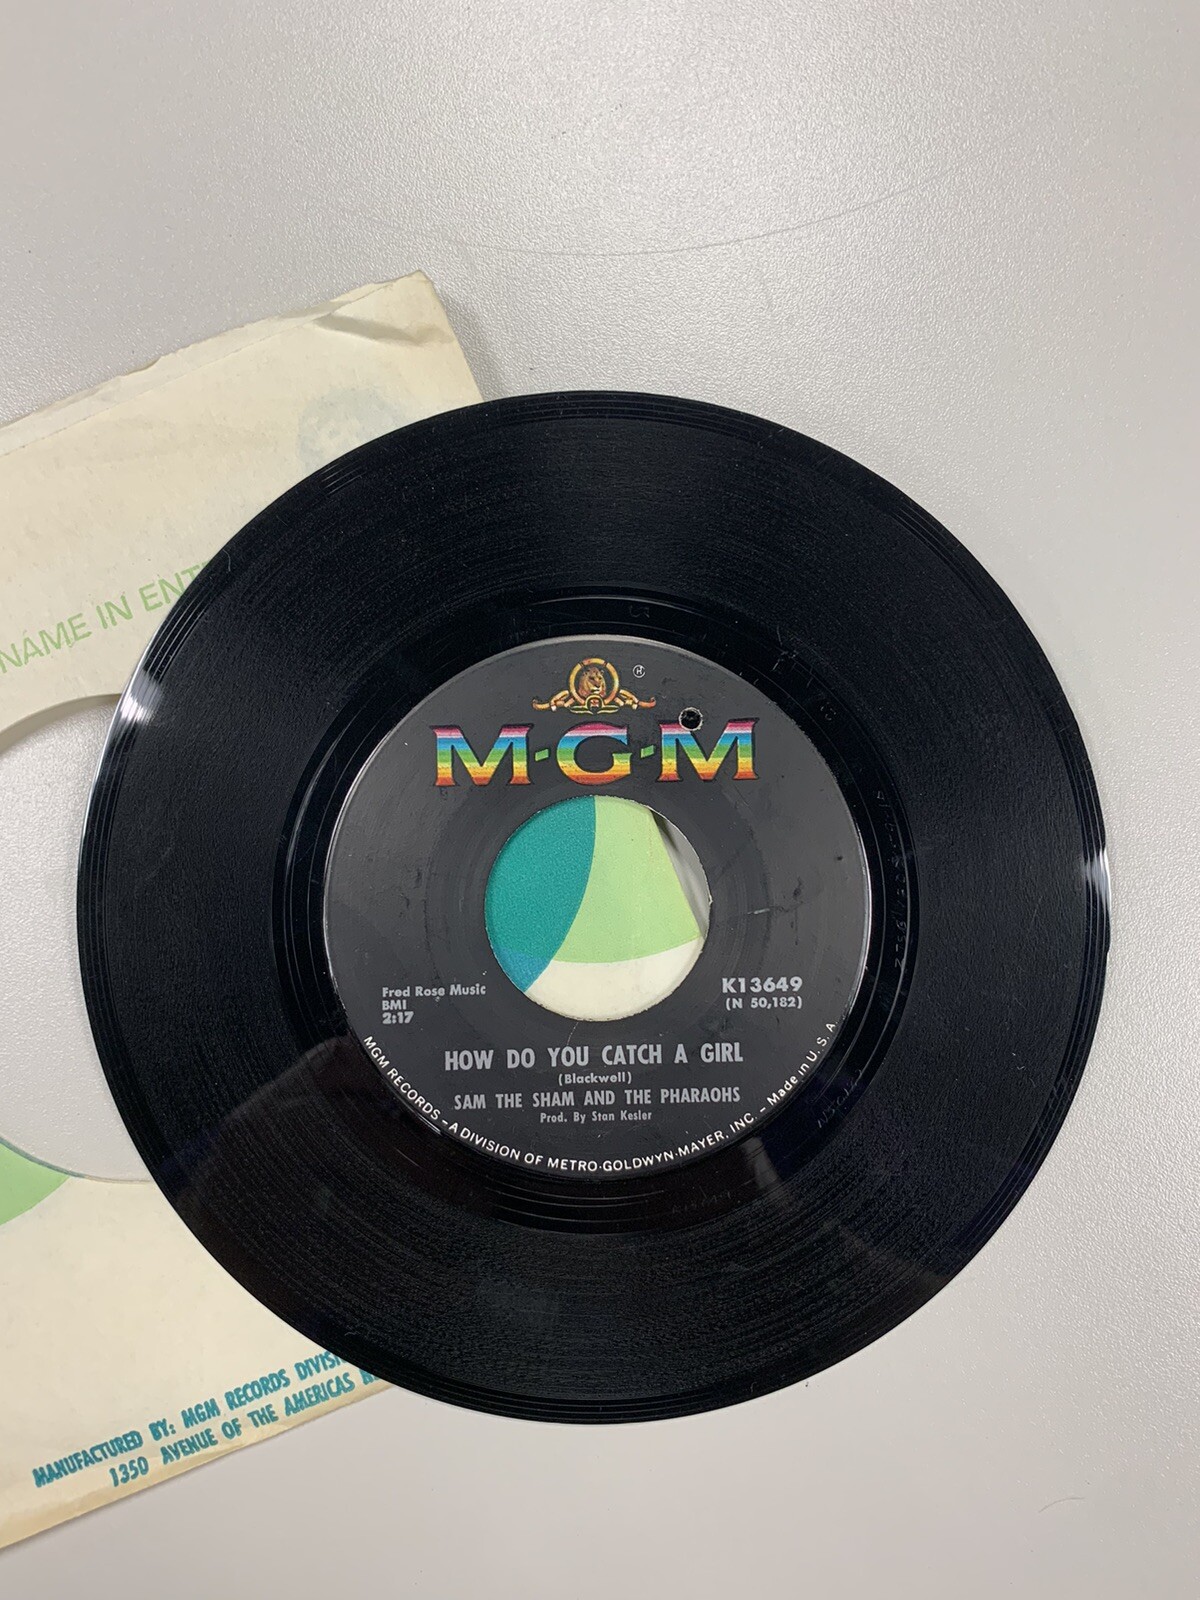 NAME IN
M-G-M
Fred Rose Music
BMI
2:17
K13649
(N 50,182)
HOW DO YOU CATCH A GIRL
(Blackwell)
SAM THE SHAM AND THE PHARAOHS
Prod. By Stan Kesler
MGM RECORDS - A DIVISION OF METRO-GOLDWYN-MAYER, INC. - Made in U. S. A.
MANUFACTURED BY: MGM RECORDS
1350 AVENUE OF THE AMERICAS